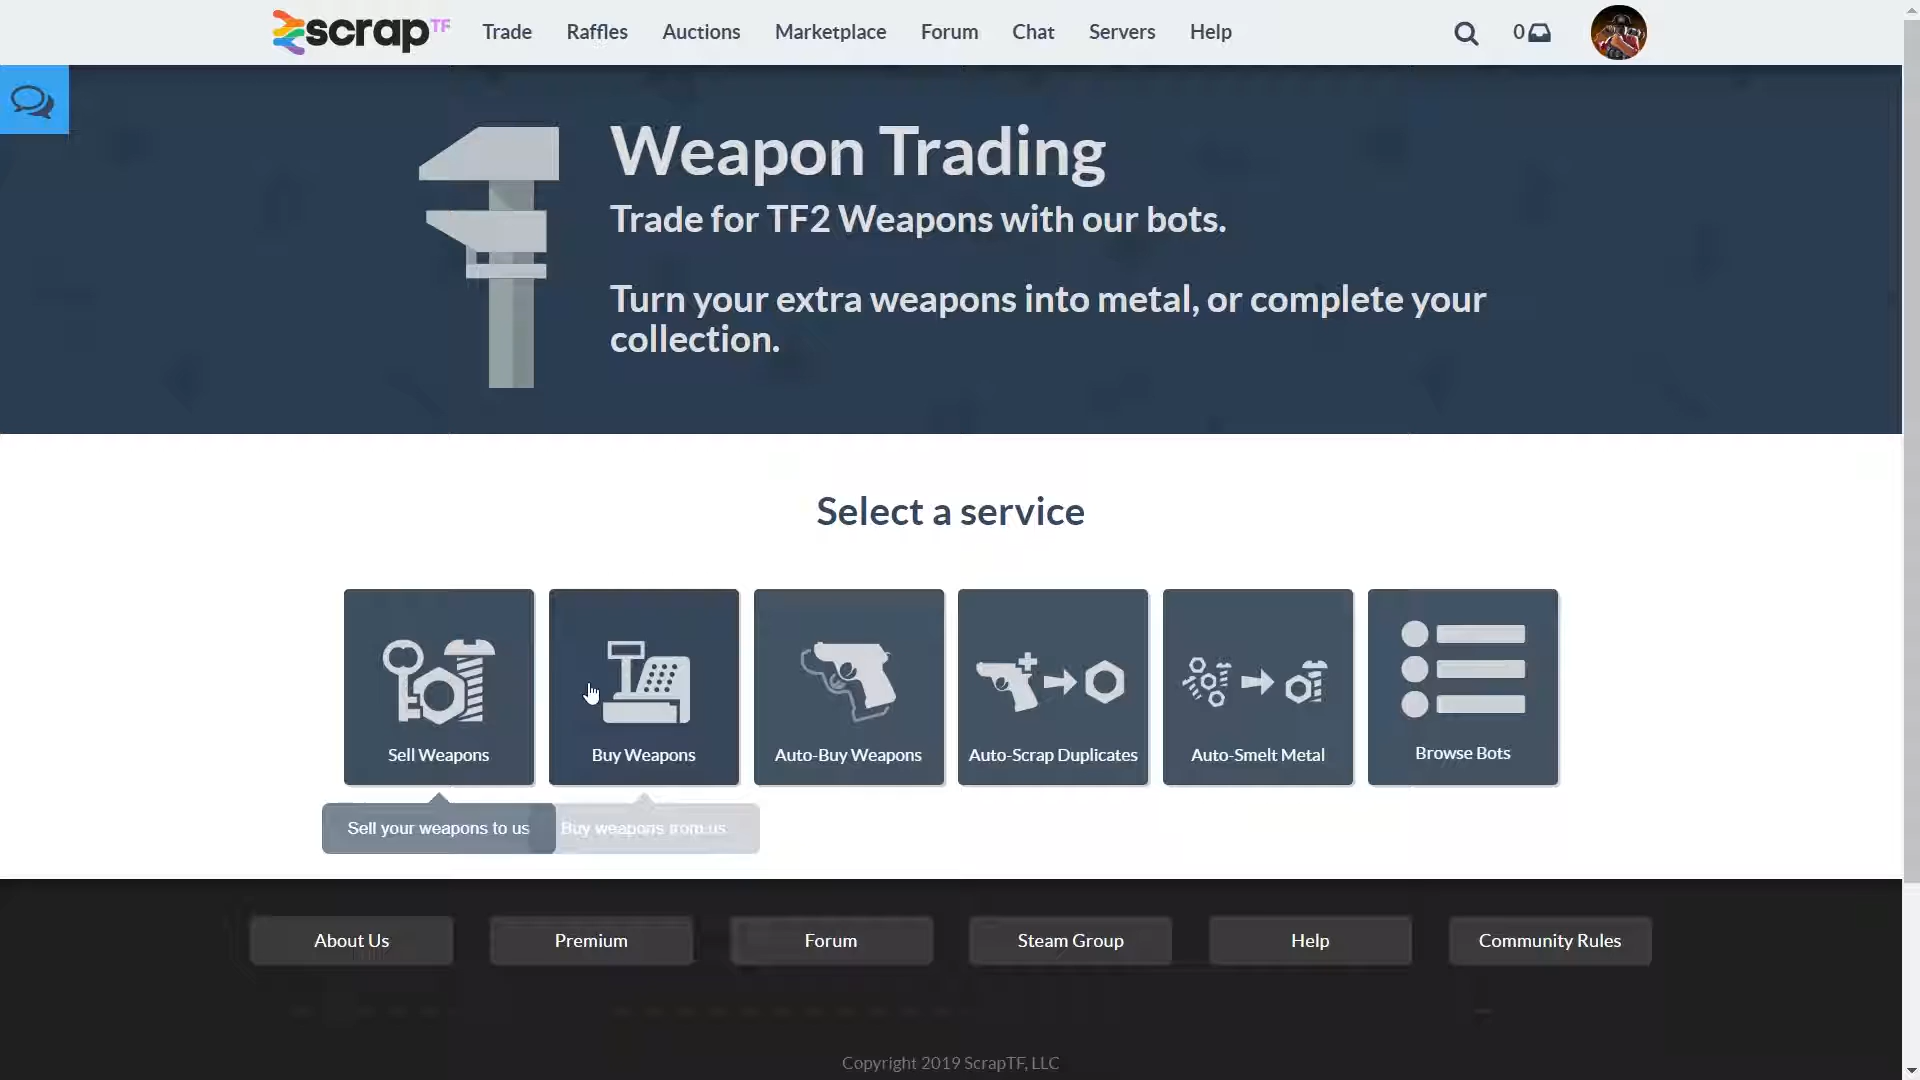 scrap TF
Trade
Raffles
Auctions
Marketplace
Forum
Chat
Servers
Help
0
Weapon Trading
Trade for TF2 Weapons with our bots.
Turn your extra weapons into metal, or complete your
collection.
Select a service
Sell Weapons
Buy Weapons
Auto-Buy Weapons
Auto-Scrap Duplicates
Auto-Smelt Metal
Browse Bots
Sell your weapons to us
Buy weapons from us
About Us
Premium
Forum
Steam Group
Help
Community Rules
Copyright 2019 ScrapTF, LLC